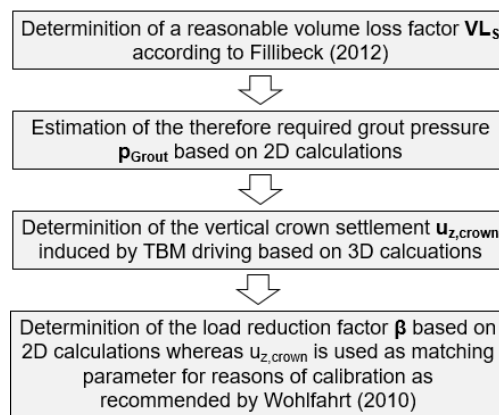 Determinition of a reasonable volume loss factor VLs
according to Fillibeck (2012)
Estimation of the therefore required grout pressure
pGrout based on 2D calculations
Determinition of the vertical crown settlement uz,crown
induced by TBM driving based on 3D calcuations
Determinition of the load reduction factor β based on
2D calculations whereas uz,crown is used as matching
parameter for reasons of calibration as
recommended by Wohlfahrt (2010)